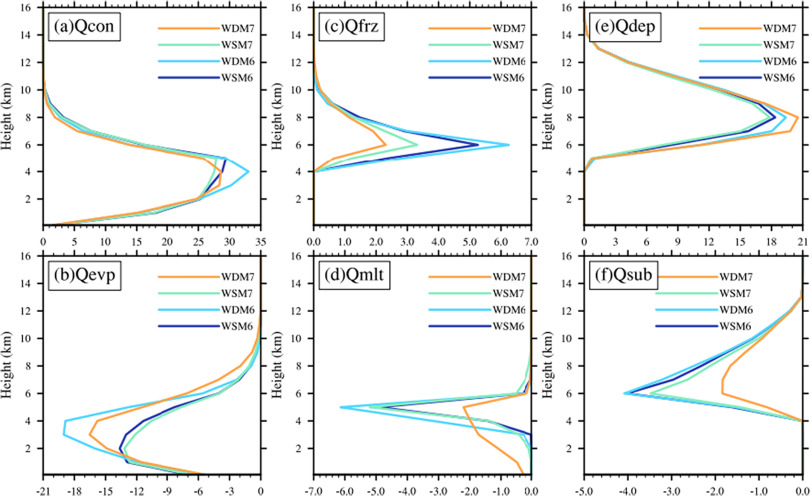 (a)Qcon
WDM7
WSM7
WDM6
WSM6
Height (km)
16
14
12
10
8
6
4
2
0 5 10 15 20 25 30 35
(c)Qfrz
WDM7
WSM7
WDM6
WSM6
Height (km)
16
14
12
10
8
6
4
2
0.0 1.0 2.0 3.0 4.0 5.0 6.0 7.0
(e)Qdep
WDM7
WSM7
WDM6
WSM6
Height (km)
16
14
12
10
8
6
4
2
0 3 6 9 12 15 18 21
(b)Qevp
WDM7
WSM7
WDM6
WSM6
Height (km)
16
14
12
10
8
6
4
2
-21 -18 -15 -12 -9 -6 -3 0
(d)Qmlt
WDM7
WSM7
WDM6
WSM6
Height (km)
16
14
12
10
8
6
4
2
-7.0 -6.0 -5.0 -4.0 -3.0 -2.0 -1.0 0.0
(f)Qsub
WDM7
WSM7
WDM6
WSM6
Height (km)
16
14
12
10
8
6
4
2
-5.0 -4.0 -3.0 -2.0 -1.0 0.0